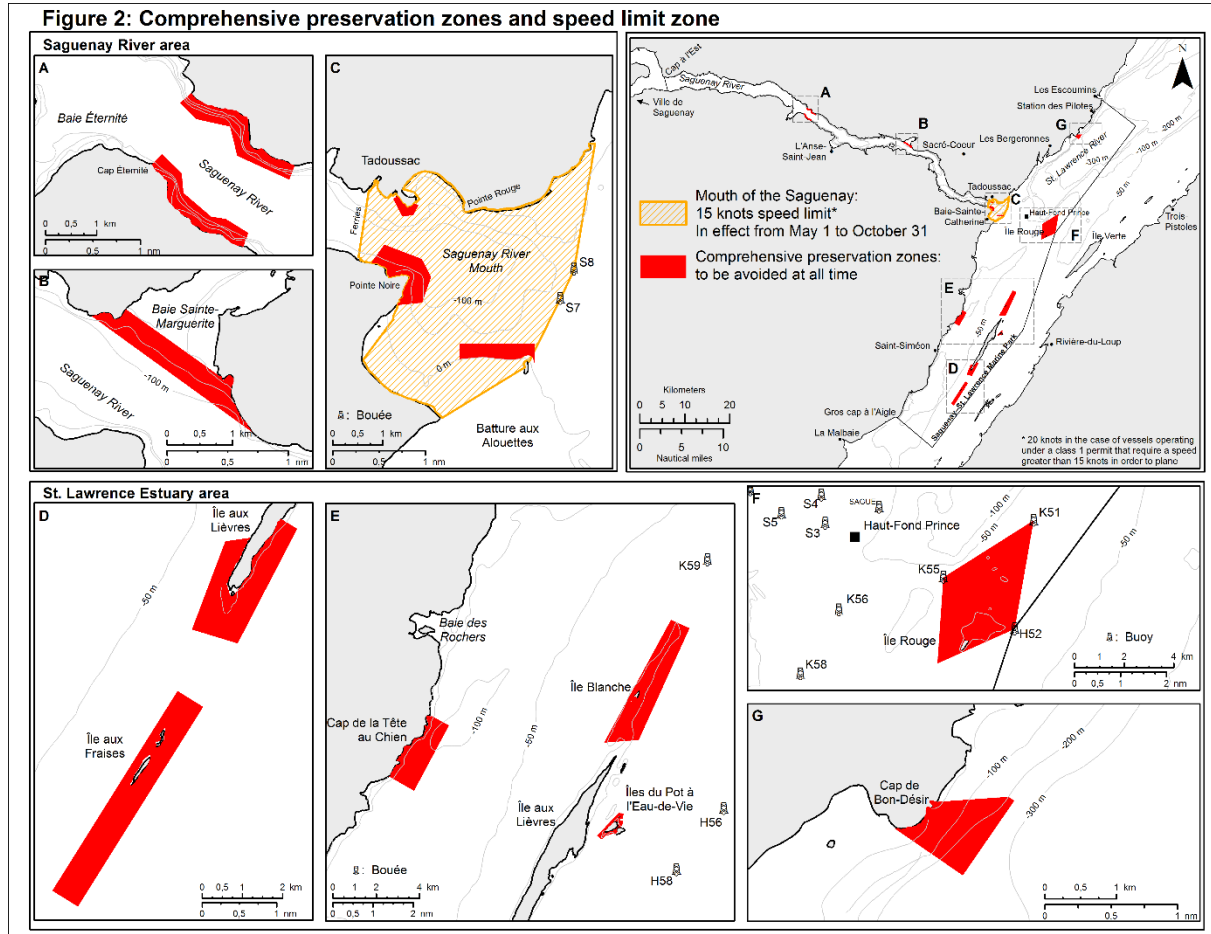 Figure 2: Comprehensive preservation zones and speed limit zone
Saguenay River area
A
Baie Éternité
Cap Éternité
Saguenay River
0 0,5 1 km
0 0,5 1 nm
B
Baie Sainte-
Marguerite
-100 m
Saguenay River
0 0,5 1 km
0 0,5 1 nm
C
Tadoussac
Pointe Rouge
Ferries
Saguenay River
Mouth
S8
Pointe Noire
-100 m
S7
0 m
: Bouée
0 0,5 1 km
0 0,5 1 nm
Batture aux
Alouettes
N
Cap à l'Est
Saguenay River
Ville de
Saguenay
A
L'Anse-
Saint-Jean
B
Sacré-Coeur
Los Escoumins
Station des Pilotes
G
Los Bergeronnes
St. Lawrence River
-300 m
-200 m
-100 m
-50 m
Tadoussac
C
Baie-Sainte-
Catherine
Haut-Fond Prince
Île Rouge
F
Île Verte
Trois
Pistoles
Mouth of the Saguenay:
15 knots speed limit*
In effect from May 1 to October 31
Comprehensive preservation zones:
to be avoided at all time
E
-50 m
Saint-Siméon
Rivière-du-Loup
D
Saguenay-St. Lawrence Marine Park
Gros cap à l'Aigle
La Malbaie
Kilometers
0 5 10 20
0 5 10
Nautical miles
* 20 knots in the case of vessels operating
under a class 1 permit that require a speed
greater than 15 knots in order to plane
St. Lawrence Estuary area
D
Île aux
Lièvres
-50 m
Île aux
Fraises
0 0,5 1 2 km
0 0,5 1 nm
E
K59
Baie des
Rochers
Île Blanche
Cap de la Tête
au Chien
-100 m
-50 m
Îles du Pot à
l'Eau-de-Vie
Île aux
Lièvres
H56
: Bouée
H58
0 1 2 4 km
0 0,5 1 2 nm
F
S4
SAGUE
S5
S3
Haut-Fond Prince
-100 m
-50 m
K51
-50 m
K55
K56
Île Rouge
H52
: Buoy
K58
0 1 2 4 km
0 0,5 1 2 nm
G
-200 m
-100 m
Cap de
Bon-Désir
-300 m
0 0,5 1 km
0 0,5 1 nm